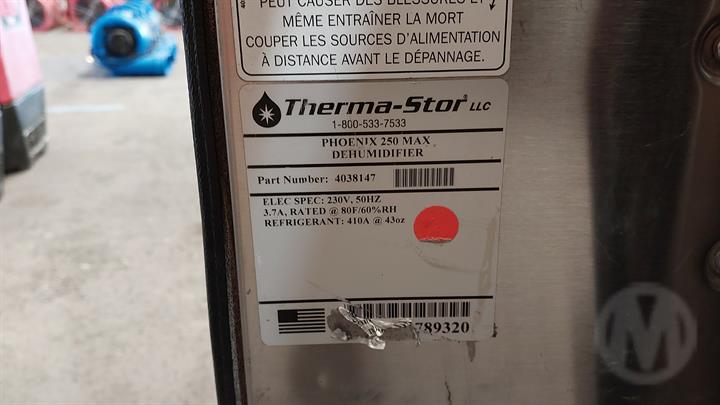 PEUT CAUSER DES BLESSURES ET
MÊME ENTRAÎNER LA MORT
COUPER LES SOURCES D'ALIMENTATION
À DISTANCE AVANT LE DÉPANNAGE.
Therma-Stor LLC
1-800-533-7533
PHOENIX 250 MAX
DEHUMIDIFIER
Part Number: 4038147
ELEC SPEC: 230V, 50HZ
3.7A, RATED @ 80F/60%RH
REFRIGERANT: 410A @ 43oz
789320
M